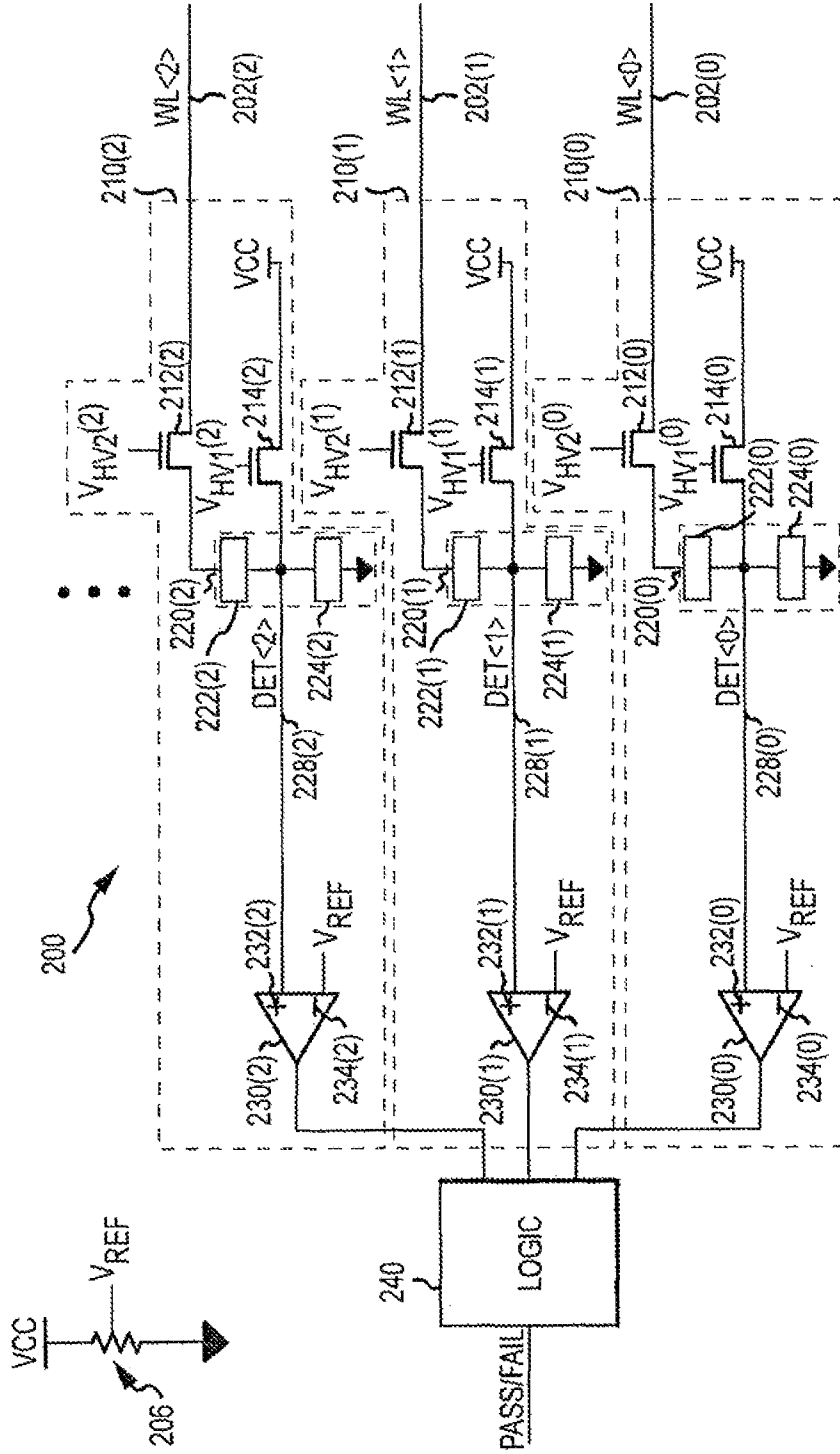 VCC
VREF
206
200
• • •
VHV2(2)
210(2)
212(2)
WL<2>
202(2)
VHV1(2)
214(2)
VCC
220(2)
222(2)
224(2)
DET<2>
228(2)
232(2)
230(2)
234(2)
+
-
VREF
VHV2(1)
210(1)
212(1)
WL<1>
202(1)
VHV1(1)
214(1)
VCC
220(1)
222(1)
224(1)
DET<1>
228(1)
232(1)
230(1)
234(1)
+
-
VREF
240
LOGIC
PASS/FAIL
VHV2(0)
210(0)
212(0)
WL<0>
202(0)
VHV1(0)
214(0)
VCC
222(0)
224(0)
220(0)
DET<0>
228(0)
232(0)
230(0)
234(0)
+
-
VREF